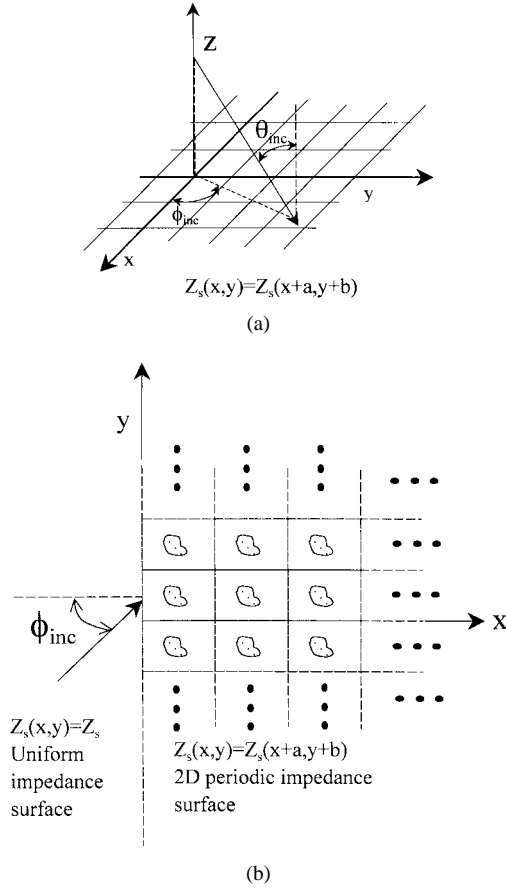 z
θinc
y
ϕinc
x
Zs(x,y)=Zs(x+a,y+b)
(a)
y
ϕinc
x
Zs(x,y)=Zs
Uniform
impedance
surface
Zs(x,y)=Zs(x+a,y+b)
2D periodic impedance
surface
(b)